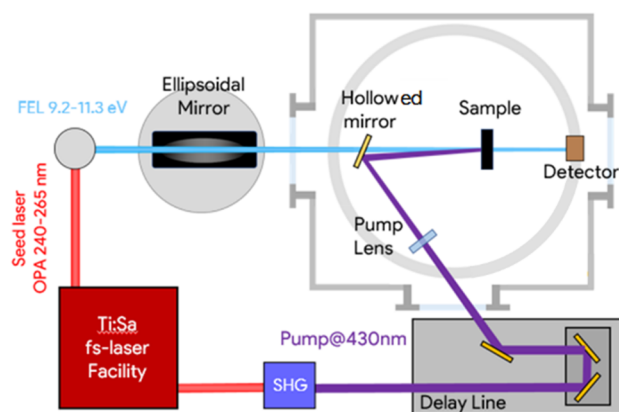 Ellipsoidal
Mirror
FEL 9.2-11.3 eV
Hollowed
mirror
Sample
Detector
Pump
Lens
Seed laser
OPA 240-265 nm
Ti:Sa
fs-laser
Facility
Pump@430nm
SHG
Delay Line